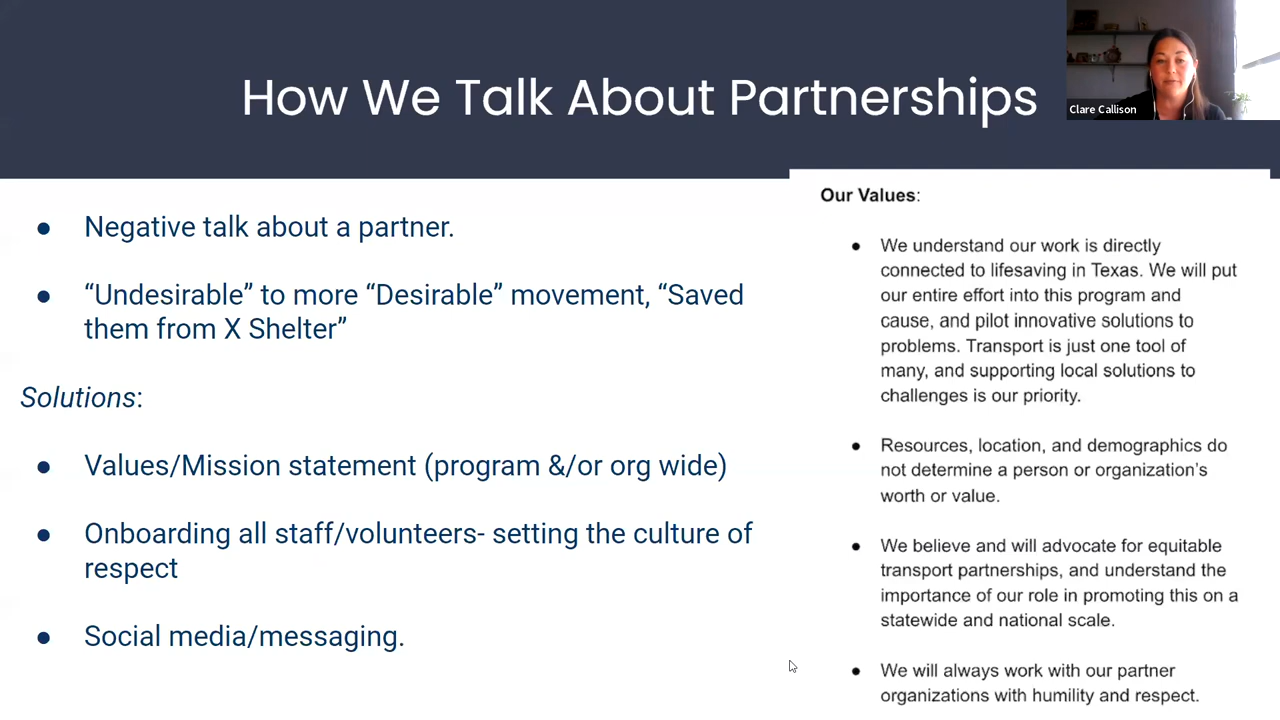 How We Talk About Partnerships
Clare Callison
● Negative talk about a partner.
● “Undesirable” to more “Desirable” movement, “Saved
them from X Shelter”
Solutions:
● Values/Mission statement (program &/or org wide)
● Onboarding all staff/volunteers- setting the culture of
respect
● Social media/messaging.
Our Values:
● We understand our work is directly
connected to lifesaving in Texas. We will put
our entire effort into this program and
cause, and pilot innovative solutions to
problems. Transport is just one tool of
many, and supporting local solutions to
challenges is our priority.
● Resources, location, and demographics do
not determine a person or organization’s
worth or value.
● We believe and will advocate for equitable
transport partnerships, and understand the
importance of our role in promoting this on a
statewide and national scale.
● We will always work with our partner
organizations with humility and respect.